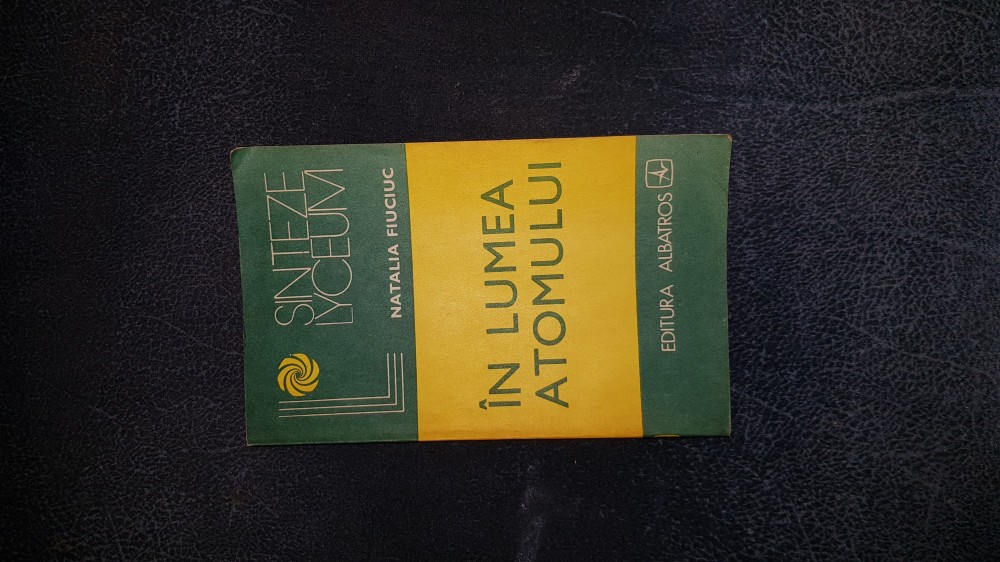 SINTEZE
LYCEUM
NATALIA FIUCIUC
ÎN LUMEA
ATOMULUI
EDITURA ALBATROS